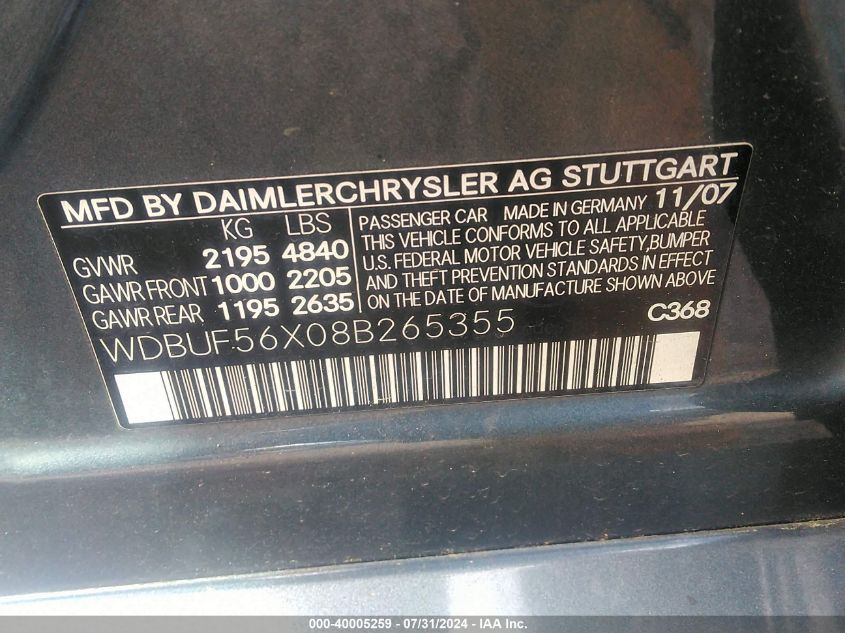 MFD BY DAIMLERCHRYSLER AG STUTTGART
KG LBS
GVWR 2195 4840
GAWR FRONT 1000 2205
GAWR REAR 1195 2635
PASSENGER CAR MADE IN GERMANY 11/07
THIS VEHICLE CONFORMS TO ALL APPLICABLE
U.S. FEDERAL MOTOR VEHICLE SAFETY,BUMPER
AND THEFT PREVENTION STANDARDS IN EFFECT
ON THE DATE OF MANUFACTURE SHOWN ABOVE
WDBUF56X08B265355 C368
000-40005259 - 07/31/2024 - IAA Inc.